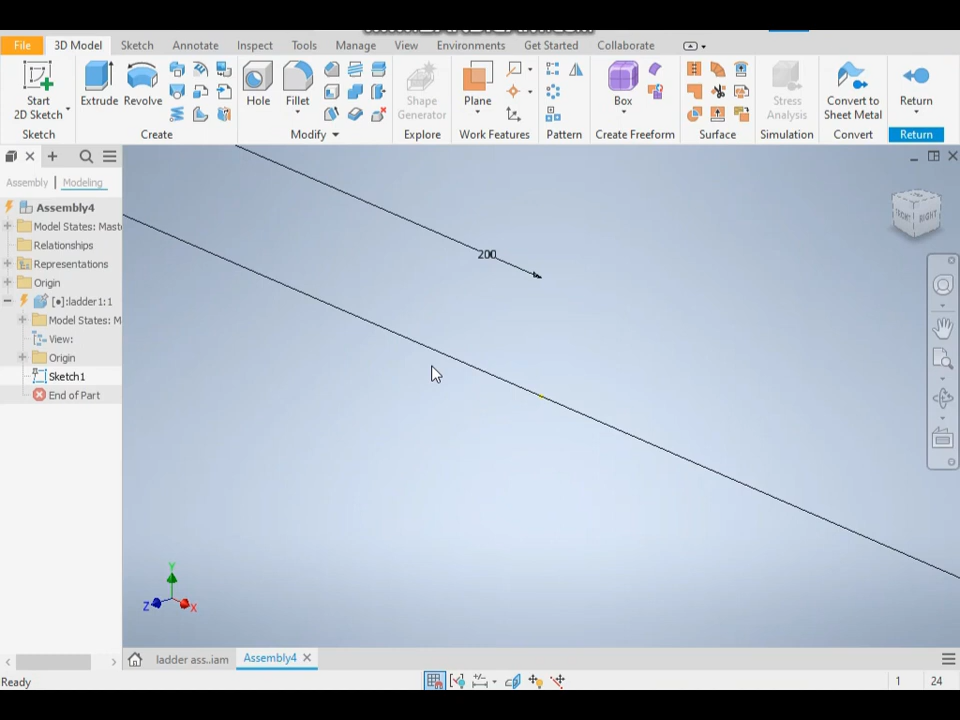 File 3D Model Sketch Annotate Inspect Tools Manage View Environments Get Started Collaborate
Start
2D Sketch
Extrude Revolve
Hole
Fillet
Shape
Generator
Plane
Box
Stress
Analysis
Convert to
Sheet Metal
Return
Sketch Create Modify Explore Work Features Pattern Create Freeform Surface Simulation Convert Return
Assembly Modeling
Assembly4
Model States: Mast
Relationships
Representations
Origin
[•]:ladder1:1
Model States: M
View:
Origin
Sketch1
End of Part
200
FRONT RIGHT
Y
Z X
ladder ass..iam Assembly4
Ready 1 24